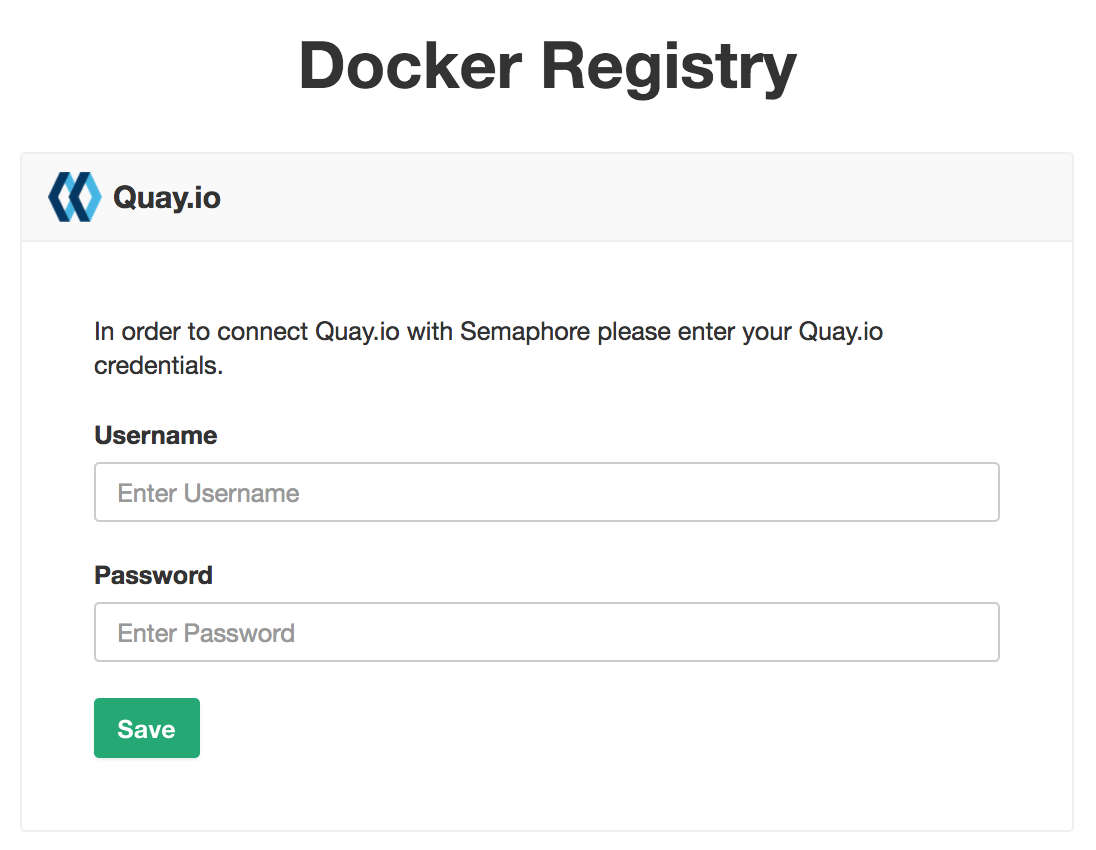 Docker Registry
Quay.io
In order to connect Quay.io with Semaphore please enter your Quay.io
credentials.
Username
Enter Username
Password
Enter Password
Save